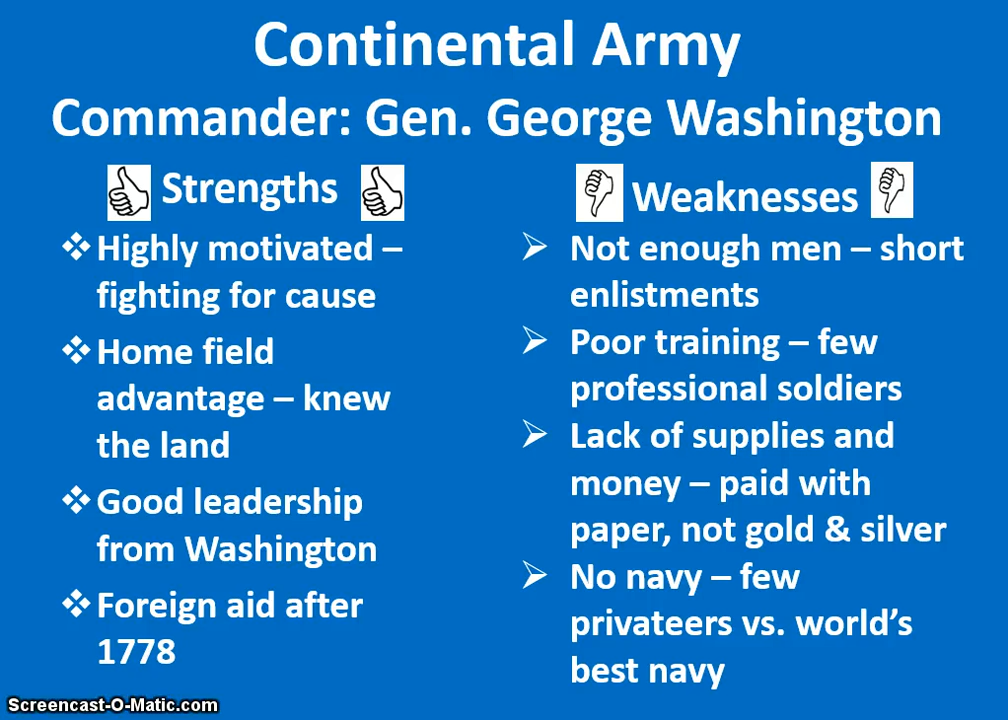 Continental Army
Commander: Gen. George Washington
Strengths
❖Highly motivated –
fighting for cause
❖Home field
advantage – knew
the land
❖Good leadership
from Washington
❖Foreign aid after
1778
Weaknesses
➢ Not enough men – short
enlistments
➢ Poor training – few
professional soldiers
➢ Lack of supplies and
money – paid with
paper, not gold & silver
➢ No navy – few
privateers vs. world’s
best navy
Screencast-O-Matic.com